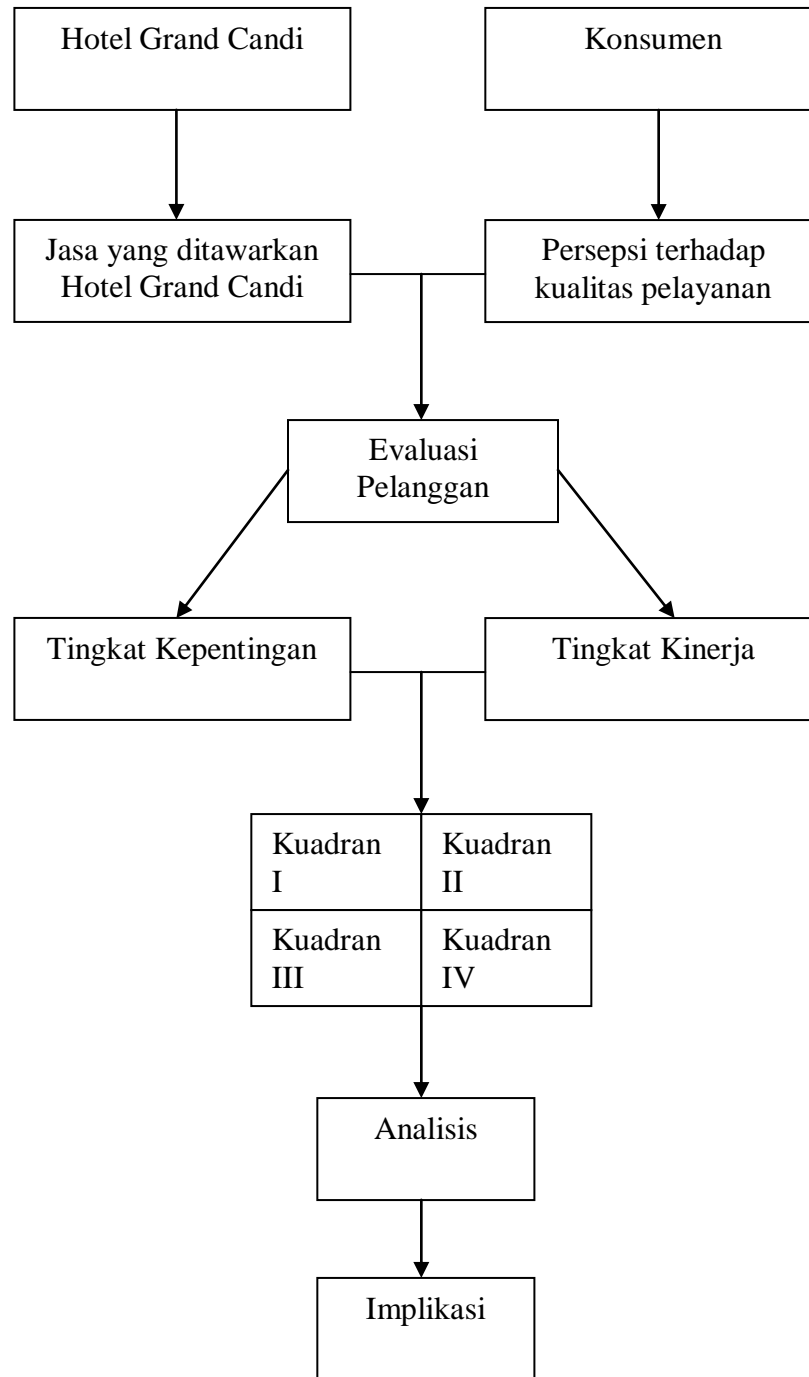 Hotel Grand Candi
Konsumen
Jasa yang ditawarkan
Hotel Grand Candi
Persepsi terhadap
kualitas pelayanan
Evaluasi
Pelanggan
Tingkat Kepentingan
Tingkat Kinerja
Kuadran
I
Kuadran
II
Kuadran
III
Kuadran
IV
Analisis
Implikasi